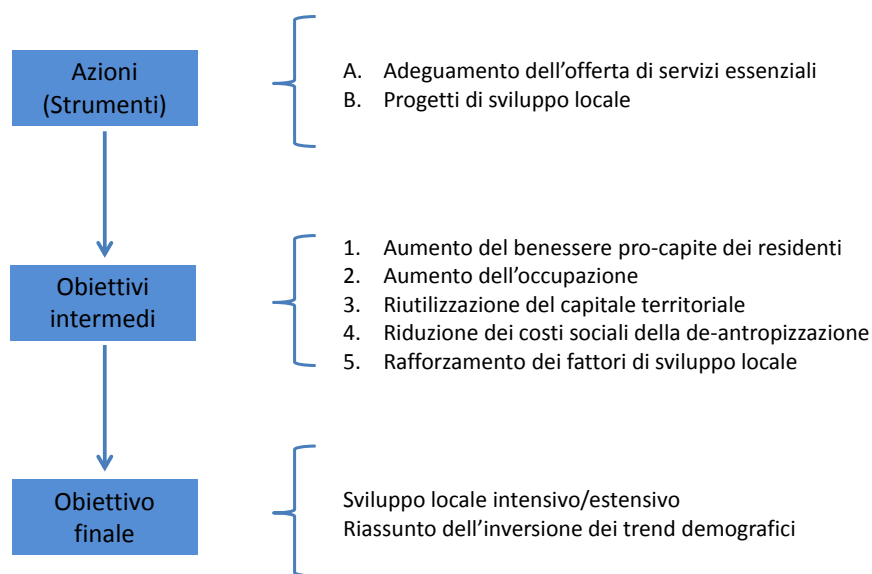 Azioni
(Strumenti)
A. Adeguamento dell’offerta di servizi essenziali
B. Progetti di sviluppo locale
Obiettivi
intermedi
1. Aumento del benessere pro-capite dei residenti
2. Aumento dell’occupazione
3. Riutilizzazione del capitale territoriale
4. Riduzione dei costi sociali della de-antropizzazione
5. Rafforzamento dei fattori di sviluppo locale
Obiettivo
finale
Sviluppo locale intensivo/estensivo
Riassunto dell’inversione dei trend demografici